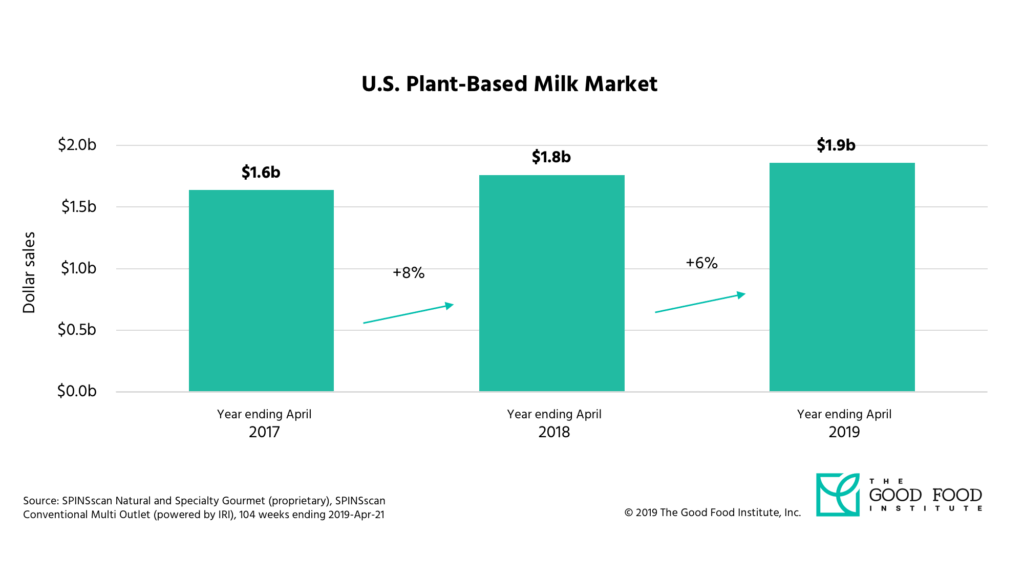 U.S. Plant-Based Milk Market
Dollar sales
$2.0b
$1.5b
$1.0b
$0.5b
$0.0b
$1.6b
$1.8b
$1.9b
+8%
+6%
Year ending April
2017
Year ending April
2018
Year ending April
2019
Source: SPINSscan Natural and Specialty Gourmet (proprietary), SPINSscan
Conventional Multi Outlet (powered by IRI), 104 weeks ending 2019-Apr-21
© 2019 The Good Food Institute, Inc.
THE
GOOD FOOD
INSTITUTE